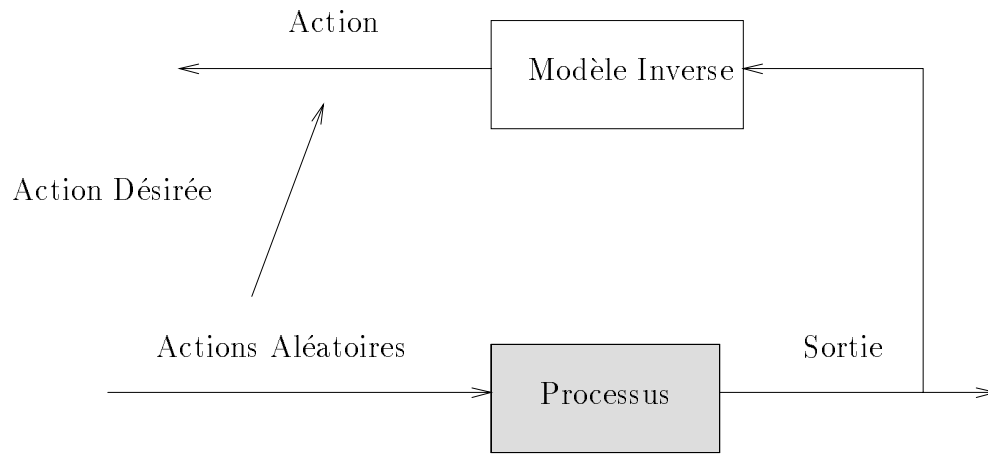 Action
Modèle Inverse
Action Désirée
Actions Aléatoires
Sortie
Processus